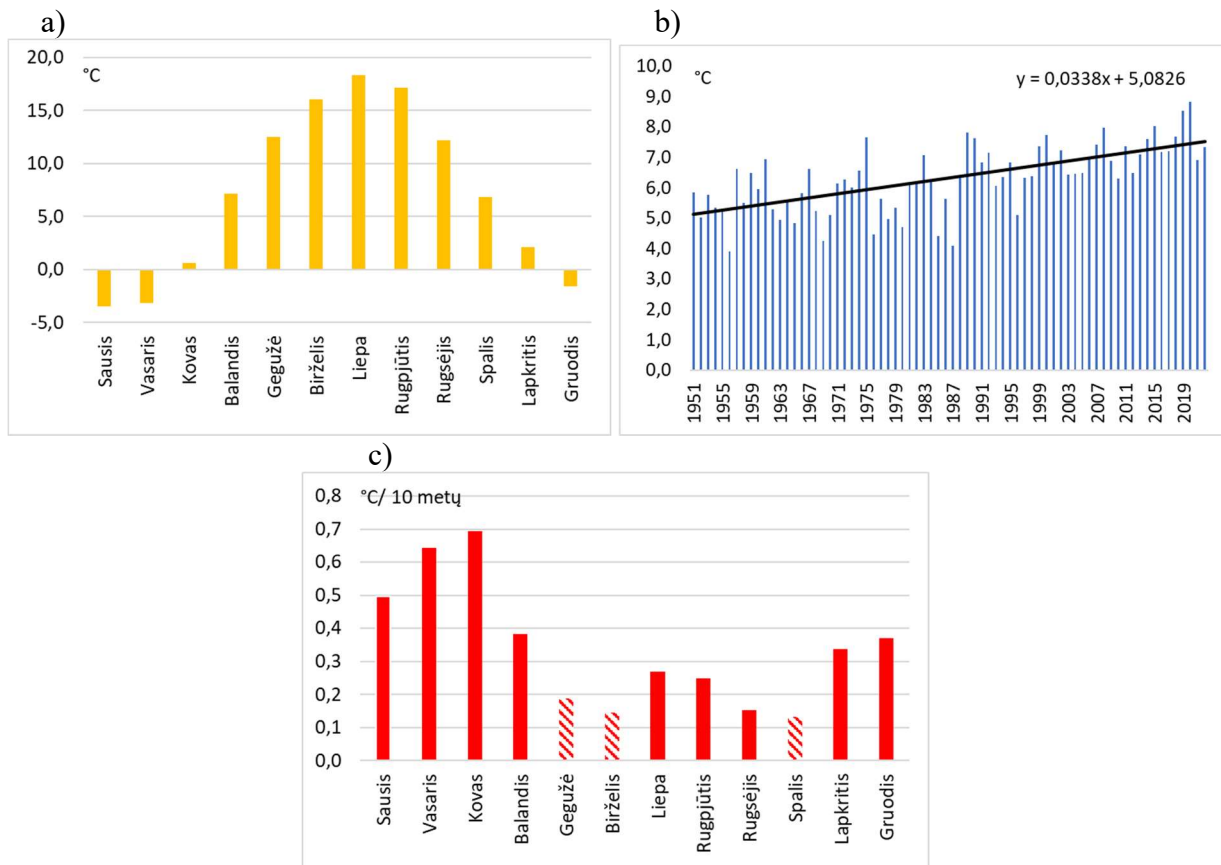 a)
°C
20,0
15,0
10,0
5,0
0,0
-5,0
Sausis
Vasaris
Kovas
Balandis
Gegužė
Birželis
Liepa
Rugpjūtis
Rugsėjis
Spalis
Lapkritis
Gruodis
b)
°C
y = 0,0338x + 5,0826
10,0
9,0
8,0
7,0
6,0
5,0
4,0
3,0
2,0
1,0
0,0
1951
1955
1959
1963
1967
1971
1975
1979
1983
1987
1991
1995
1999
2003
2007
2011
2015
2019
c)
°C/ 10 metų
0,8
0,7
0,6
0,5
0,4
0,3
0,2
0,1
0,0
Sausis
Vasaris
Kovas
Balandis
Gegužė
Birželis
Liepa
Rugpjūtis
Rugsėjis
Spalis
Lapkritis
Gruodis